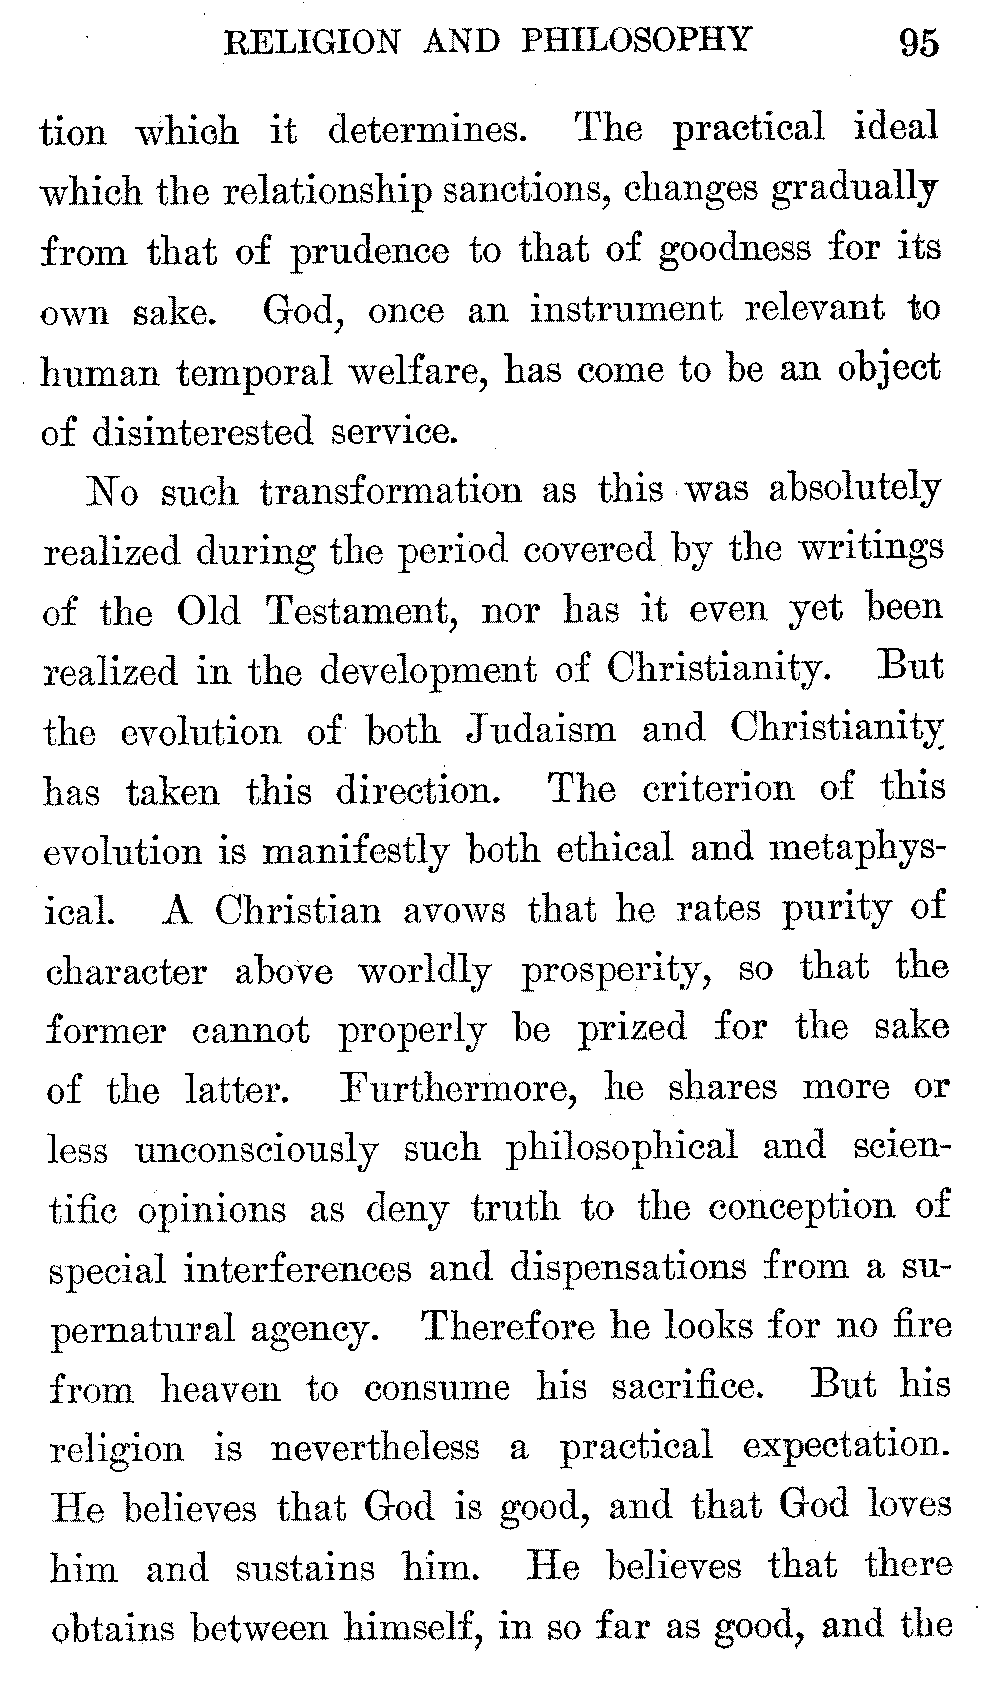 RELIGION AND PHILOSOPHY 95
tion which it determines. The practical ideal
which the relationship sanctions, changes gradually
from that of prudence to that of goodness for its
own sake. God, once an instrument relevant to
human temporal welfare, has come to be an object
of disinterested service.
No such transformation as this was absolutely
realized during the period covered by the writings
of the Old Testament, nor has it even yet been
realized in the development of Christianity. But
the evolution of both Judaism and Christianity
has taken this direction. The criterion of this
evolution is manifestly both ethical and metaphys-
ical. A Christian avows that he rates purity of
character above worldly prosperity, so that the
former cannot properly be prized for the sake
of the latter. Furthermore, he shares more or
less unconsciously such philosophical and scien-
tific opinions as deny truth to the conception of
special interferences and dispensations from a su-
pernatural agency. Therefore he looks for no fire
from heaven to consume his sacrifice. But his
religion is nevertheless a practical expectation.
He believes that God is good, and that God loves
him and sustains him. He believes that there
obtains between himself, in so far as good, and the